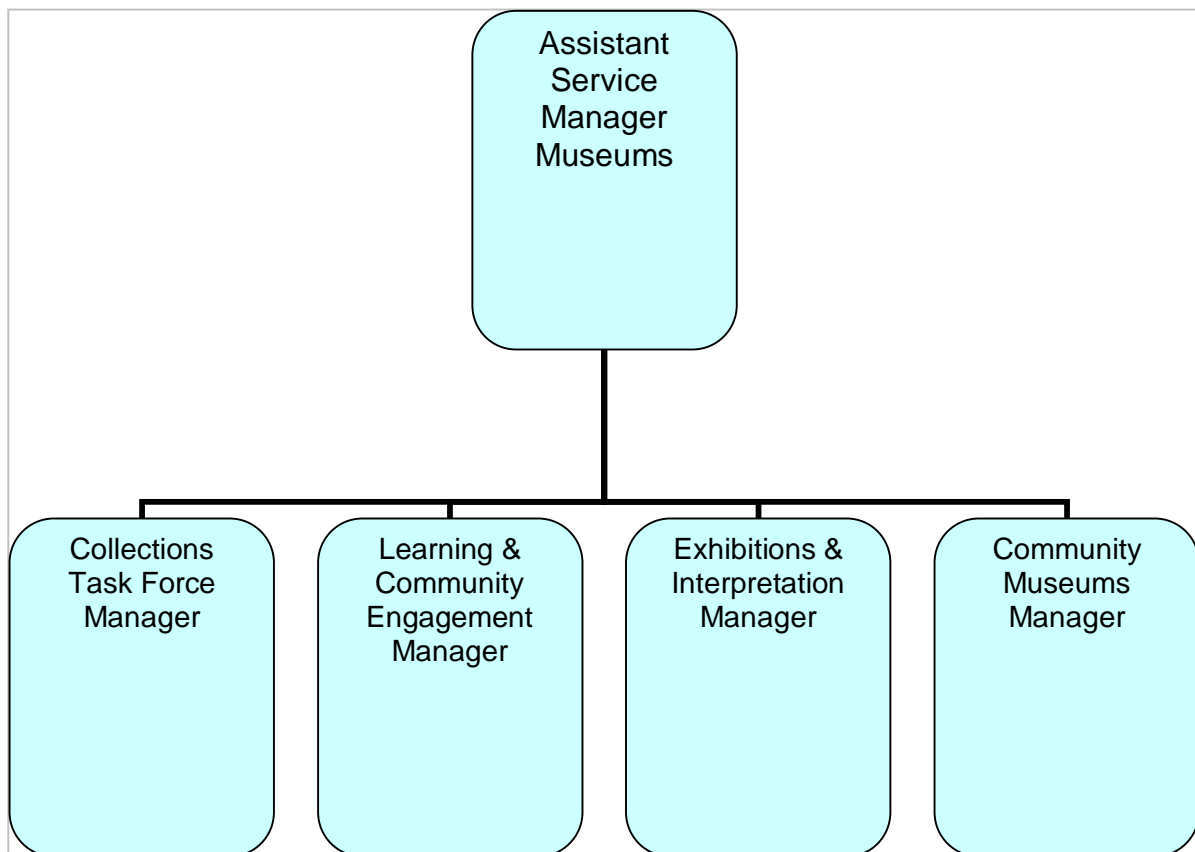 Assistant
Service
Manager
Museums
Collections
Task Force
Manager
Learning &
Community
Engagement
Manager
Exhibitions &
Interpretation
Manager
Community
Museums
Manager